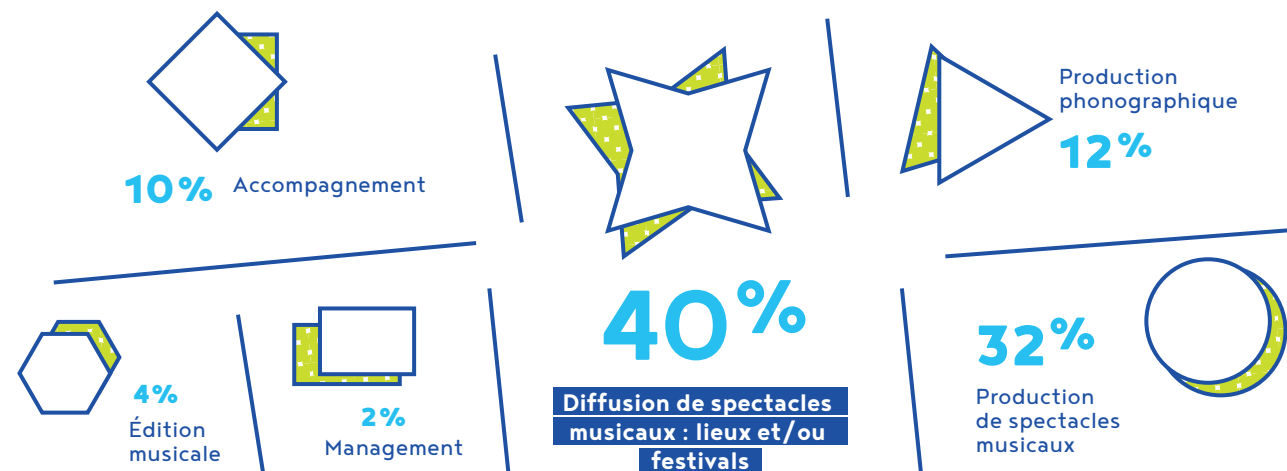 10% Accompagnement
Production
phonographique
12%
4%
Édition
musicale
2%
Management
40%
Diffusion de spectacles
musicaux : lieux et/ou
festivals
32%
Production
de spectacles
musicaux